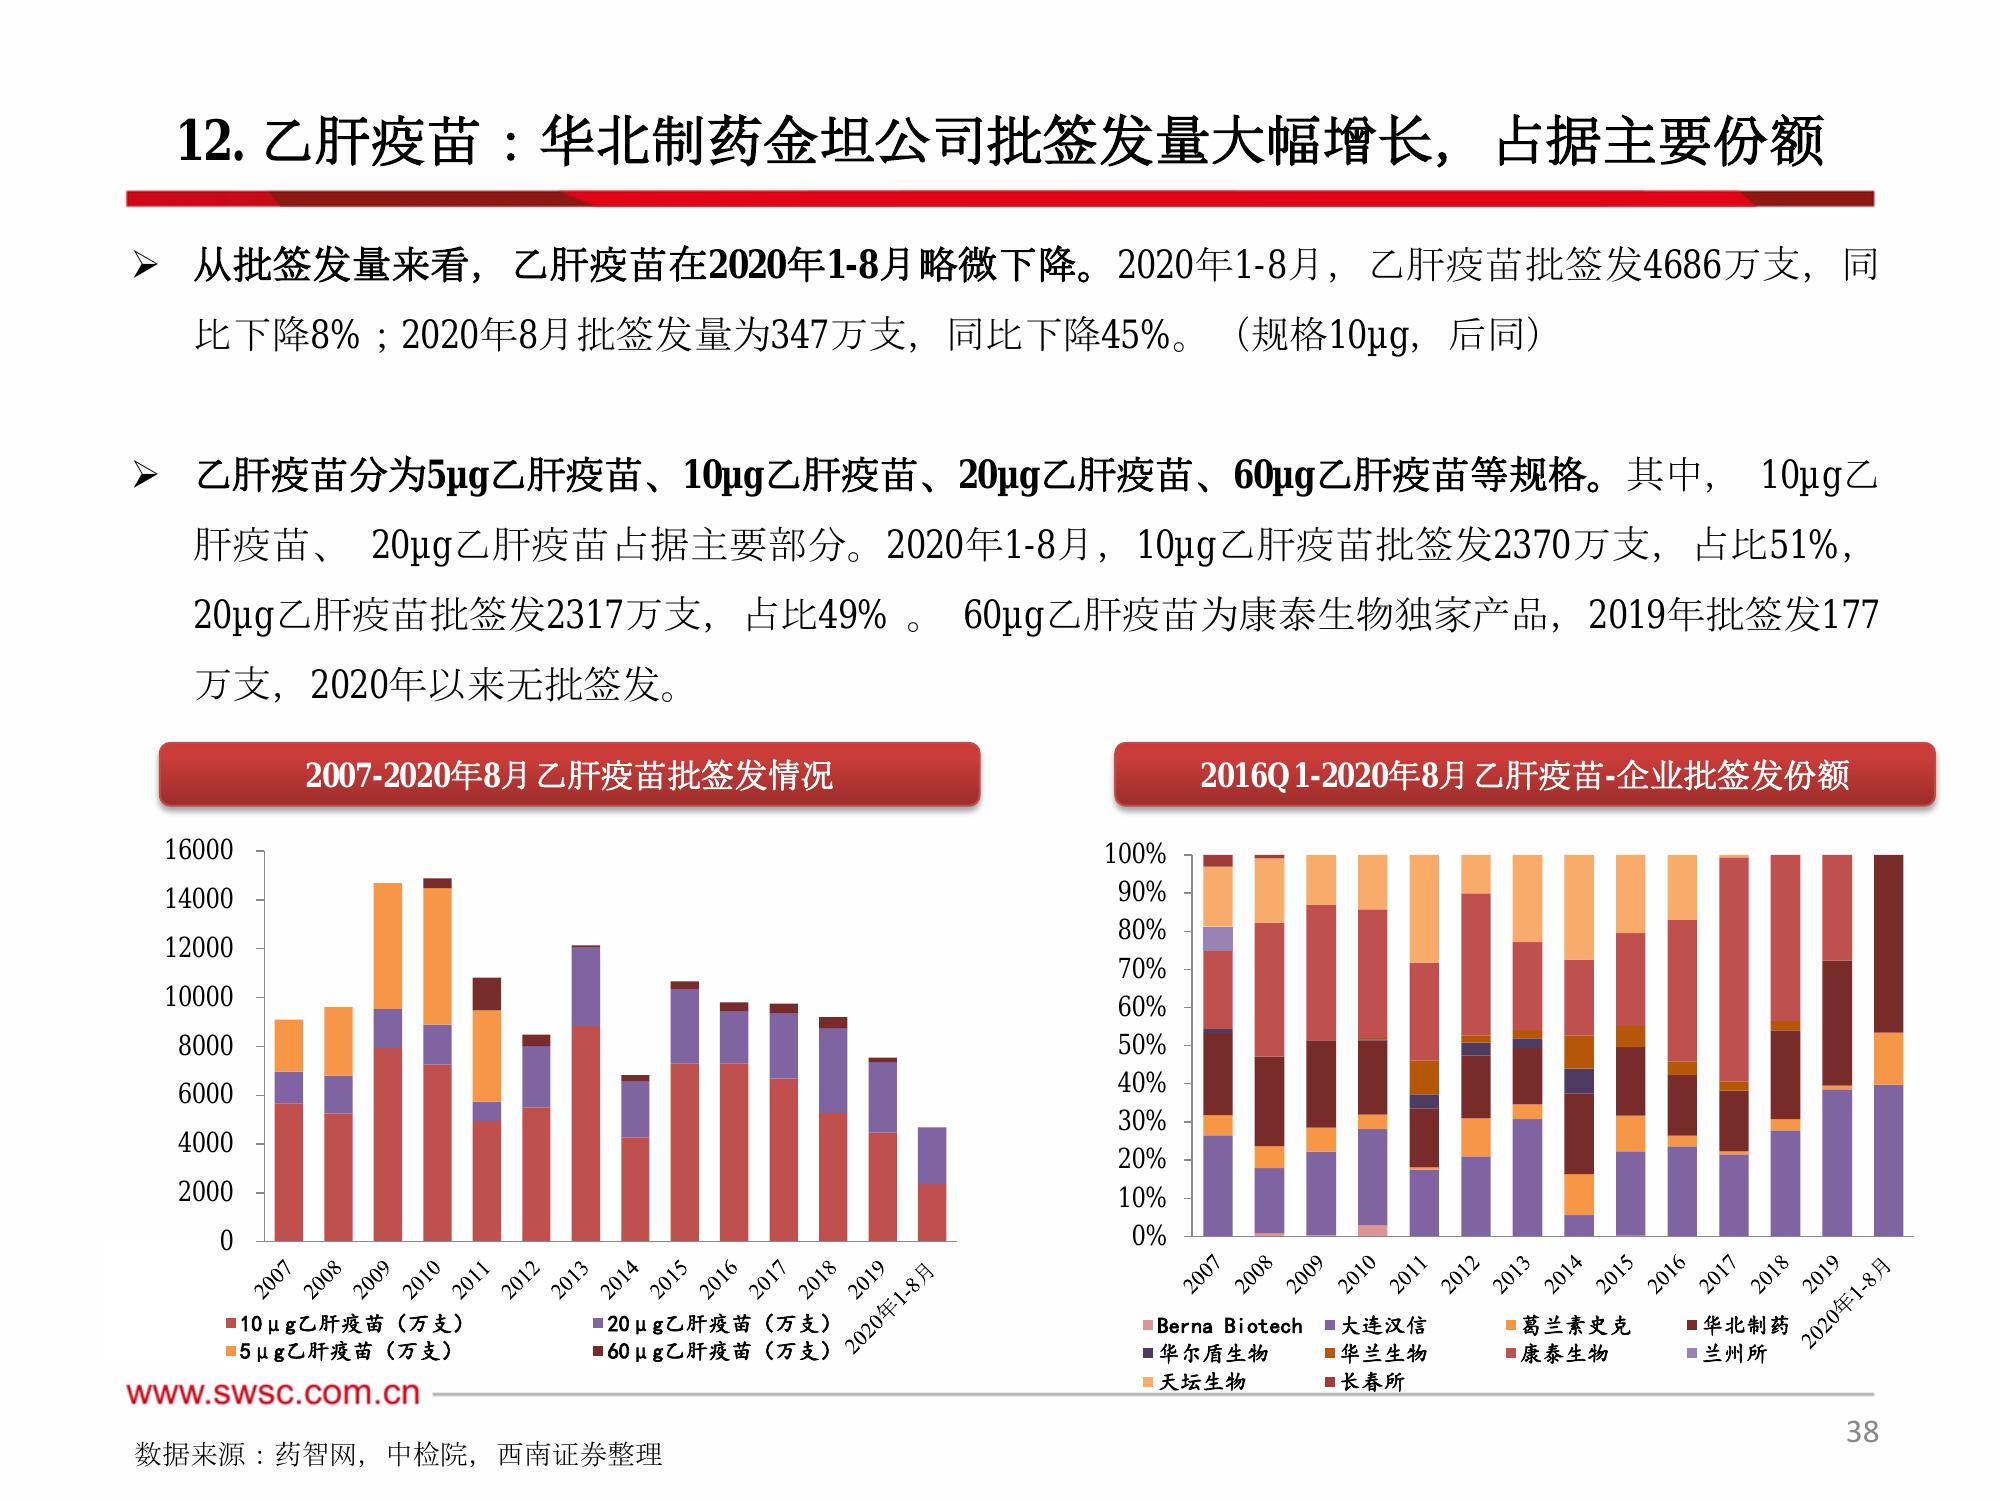 12. 乙肝疫苗：华北制药金坦公司批签发量大幅增长，占据主要份额
➢ 从批签发量来看，乙肝疫苗在2020年1-8月略微下降。2020年1-8月，乙肝疫苗批签发4686万支，同
比下降8%；2020年8月批签发量为347万支，同比下降45%。（规格10μg，后同）
➢ 乙肝疫苗分为5μg乙肝疫苗、10μg乙肝疫苗、20μg乙肝疫苗、60μg乙肝疫苗等规格。其中， 10μg乙
肝疫苗、 20μg乙肝疫苗占据主要部分。2020年1-8月，10μg乙肝疫苗批签发2370万支，占比51%，
20μg乙肝疫苗批签发2317万支，占比49% 。 60μg乙肝疫苗为康泰生物独家产品，2019年批签发177
万支，2020年以来无批签发。
2007-2020年8月乙肝疫苗批签发情况
16000
14000
12000
10000
8000
6000
4000
2000
0
2007 2008 2009 2010 2011 2012 2013 2014 2015 2016 2017 2018 2019 2020年1-8月
10μg乙肝疫苗（万支） 20μg乙肝疫苗（万支）
5μg乙肝疫苗（万支） 60μg乙肝疫苗（万支）
2016Q1-2020年8月乙肝疫苗-企业批签发份额
100%
90%
80%
70%
60%
50%
40%
30%
20%
10%
0%
2007 2008 2009 2010 2011 2012 2013 2014 2015 2016 2017 2018 2019 2020年1-8月
Berna Biotech 大连汉信 葛兰素史克 华北制药
华尔盾生物 华兰生物 康泰生物 兰州所
天坛生物 长春所
www.swsc.com.cn
38
数据来源：药智网，中检院，西南证券整理